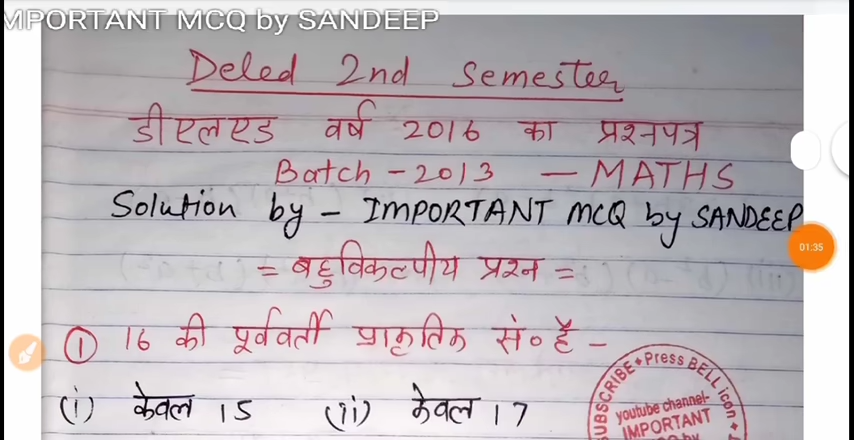 IMPORTANT MCQ by SANDEEP
Deled 2nd Semester
डीएलएड वर्ष 2016 का प्रश्नपत्र
Batch - 2013 — MATHS
Solution by - IMPORTANT MCQ by SANDEEP
01:35
= बहुविकल्पीय प्रश्न =
① 16 की पूर्ववर्ती प्राकृतिक सं॰ है -
(i) केवल 15 (ii) केवल 17
SUBSCRIBE Press BELL icon
youtube channel-
IMPORTANT